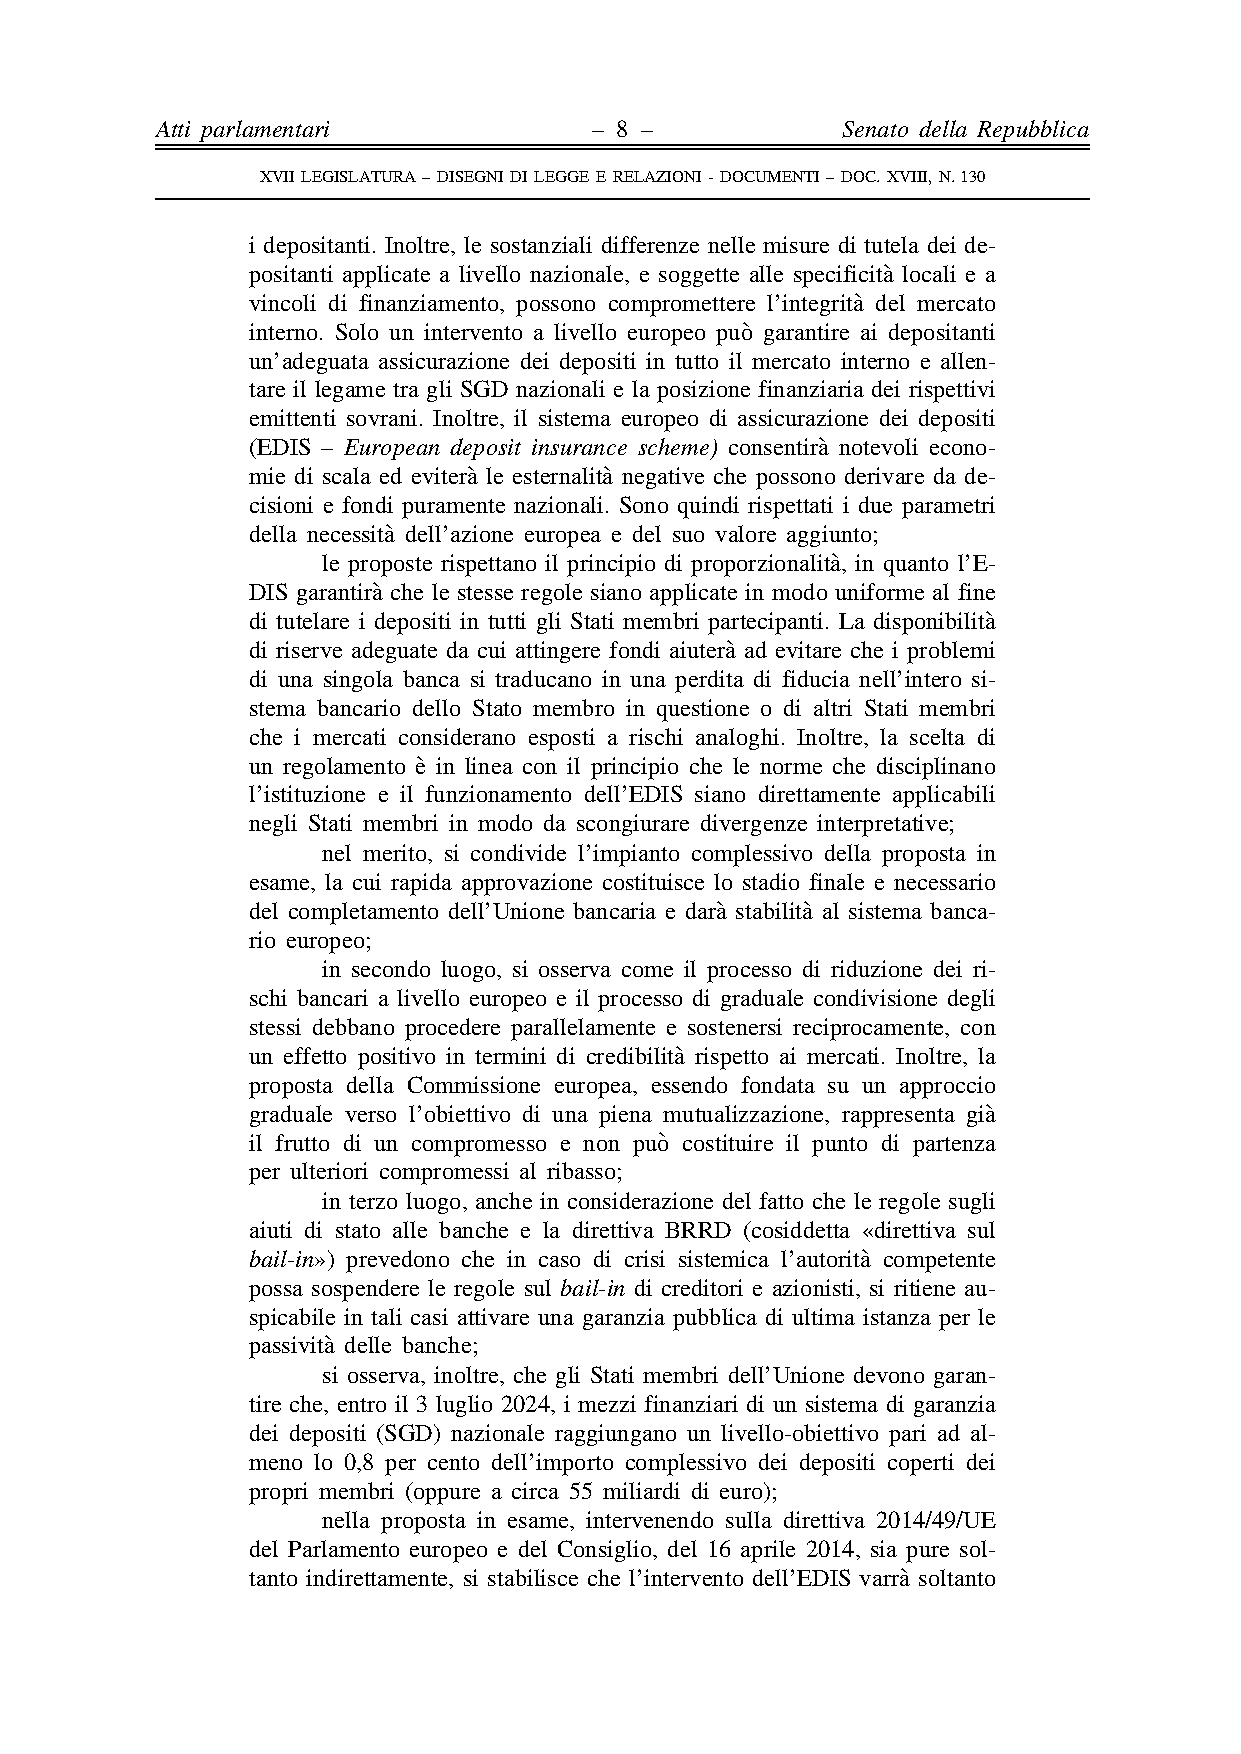 Atti parlamentari – 8 – Senato della Repubblica
XVII LEGISLATURA – DISEGNI DI LEGGE E RELAZIONI - DOCUMENTI – DOC. XVIII, N. 130
i depositanti. Inoltre, le sostanziali differenze nelle misure di tutela dei de-
positanti applicate a livello nazionale, e soggette alle specificità locali e a
vincoli di finanziamento, possono compromettere l’integrità del mercato
interno. Solo un intervento a livello europeo può garantire ai depositanti
un’adeguata assicurazione dei depositi in tutto il mercato interno e allen-
tare il legame tra gli SGD nazionali e la posizione finanziaria dei rispettivi
emittenti sovrani. Inoltre, il sistema europeo di assicurazione dei depositi
(EDIS – European deposit insurance scheme) consentirà notevoli econo-
mie di scala ed eviterà le esternalità negative che possono derivare da de-
cisioni e fondi puramente nazionali. Sono quindi rispettati i due parametri
della necessità dell’azione europea e del suo valore aggiunto;
le proposte rispettano il principio di proporzionalità, in quanto l’E-
DIS garantirà che le stesse regole siano applicate in modo uniforme al fine
di tutelare i depositi in tutti gli Stati membri partecipanti. La disponibilità
di riserve adeguate da cui attingere fondi aiuterà ad evitare che i problemi
di una singola banca si traducano in una perdita di fiducia nell’intero si-
stema bancario dello Stato membro in questione o di altri Stati membri
che i mercati considerano esposti a rischi analoghi. Inoltre, la scelta di
un regolamento è in linea con il principio che le norme che disciplinano
l’istituzione e il funzionamento dell’EDIS siano direttamente applicabili
negli Stati membri in modo da scongiurare divergenze interpretative;
nel merito, si condivide l’impianto complessivo della proposta in
esame, la cui rapida approvazione costituisce lo stadio finale e necessario
del completamento dell’Unione bancaria e darà stabilità al sistema banca-
rio europeo;
in secondo luogo, si osserva come il processo di riduzione dei ri-
schi bancari a livello europeo e il processo di graduale condivisione degli
stessi debbano procedere parallelamente e sostenersi reciprocamente, con
un effetto positivo in termini di credibilità rispetto ai mercati. Inoltre, la
proposta della Commissione europea, essendo fondata su un approccio
graduale verso l’obiettivo di una piena mutualizzazione, rappresenta già
il frutto di un compromesso e non può costituire il punto di partenza
per ulteriori compromessi al ribasso;
in terzo luogo, anche in considerazione del fatto che le regole sugli
aiuti di stato alle banche e la direttiva BRRD (cosiddetta «direttiva sul
bail-in») prevedono che in caso di crisi sistemica l’autorità competente
possa sospendere le regole sul bail-in di creditori e azionisti, si ritiene au-
spicabile in tali casi attivare una garanzia pubblica di ultima istanza per le
passività delle banche;
si osserva, inoltre, che gli Stati membri dell’Unione devono garan-
tire che, entro il 3 luglio 2024, i mezzi finanziari di un sistema di garanzia
dei depositi (SGD) nazionale raggiungano un livello-obiettivo pari ad al-
meno lo 0,8 per cento dell’importo complessivo dei depositi coperti dei
propri membri (oppure a circa 55 miliardi di euro);
nella proposta in esame, intervenendo sulla direttiva 2014/49/UE
del Parlamento europeo e del Consiglio, del 16 aprile 2014, sia pure sol-
tanto indirettamente, si stabilisce che l’intervento dell’EDIS varrà soltanto